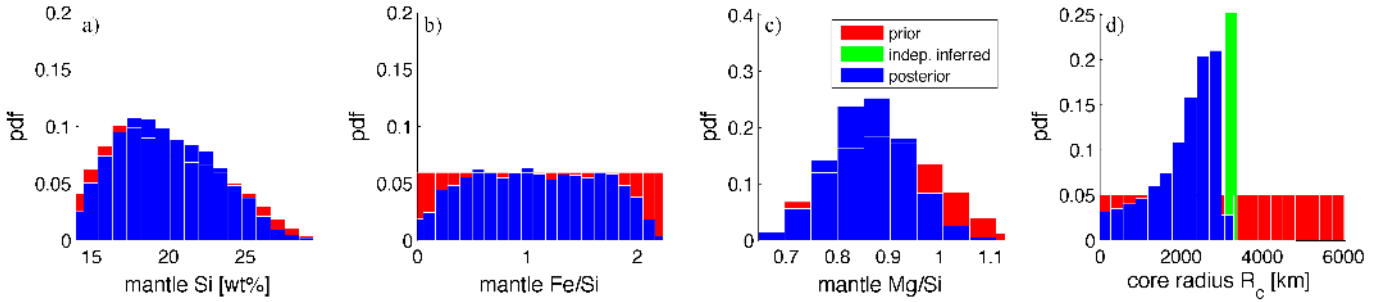 a)
0.2
0.15
0.1
0.05
0
pdf
15 20 25
mantle Si [wt%]
b)
0.2
0.15
0.1
0.05
0
pdf
0 1 2
mantle Fe/Si
c)
0.4
0.3
0.2
0.1
0
pdf
prior
indep. inferred
posterior
0.7 0.8 0.9 1 1.1
mantle Mg/Si
d)
0.25
0.2
0.15
0.1
0.05
0
pdf
0 2000 4000 6000
core radius R_c [km]